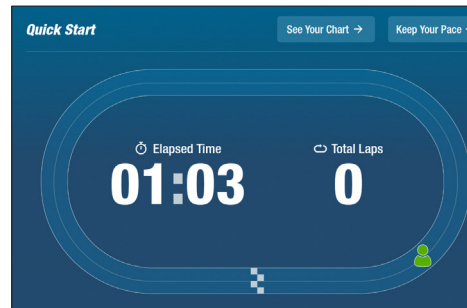 Quick Start
See Your Chart →
Keep Your Pace
Elapsed Time
Total Laps
01:03
0